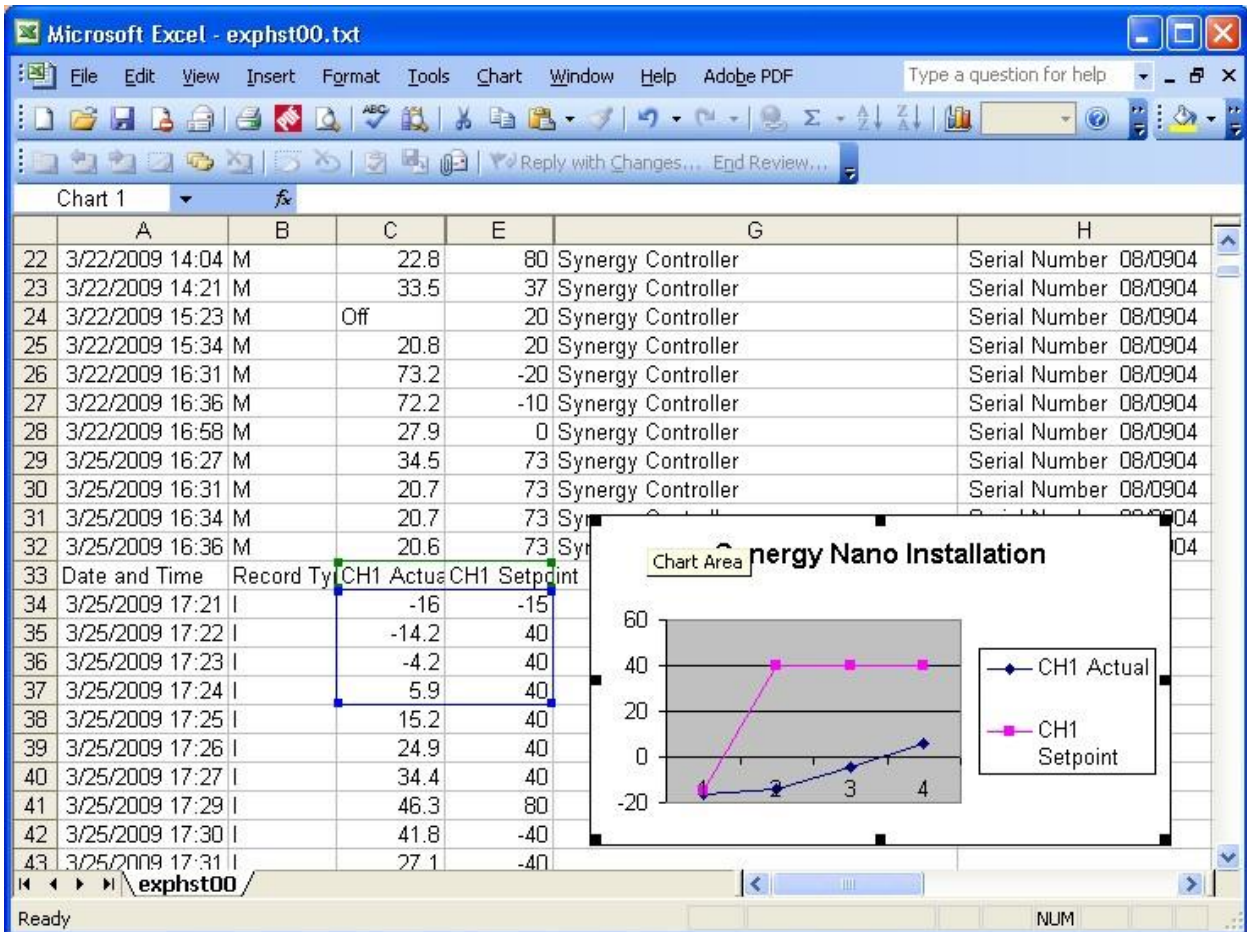 Microsoft Excel - exphst00.txt
File Edit View Insert Format Tools Chart Window Help Adobe PDF Type a question for help
ABC
Reply with Changes... End Review...
Chart 1 fx
A B C E G H
22 3/22/2009 14:04 M 22.8 80 Synergy Controller Serial Number 08/0904
23 3/22/2009 14:21 M 33.5 37 Synergy Controller Serial Number 08/0904
24 3/22/2009 15:23 M Off 20 Synergy Controller Serial Number 08/0904
25 3/22/2009 15:34 M 20.8 20 Synergy Controller Serial Number 08/0904
26 3/22/2009 16:31 M 73.2 -20 Synergy Controller Serial Number 08/0904
27 3/22/2009 16:36 M 72.2 -10 Synergy Controller Serial Number 08/0904
28 3/22/2009 16:58 M 27.9 0 Synergy Controller Serial Number 08/0904
29 3/25/2009 16:27 M 34.5 73 Synergy Controller Serial Number 08/0904
30 3/25/2009 16:31 M 20.7 73 Synergy Controller Serial Number 08/0904
31 3/25/2009 16:34 M 20.7 73 Sy 04
32 3/25/2009 16:36 M 20.6 73 Syr 04
33 Date and Time Record Ty CH1 Actua CH1 Setpoint
34 3/25/2009 17:21 I -16 -15
35 3/25/2009 17:22 I -14.2 40
36 3/25/2009 17:23 I -4.2 40
37 3/25/2009 17:24 I 5.9 40
38 3/25/2009 17:25 I 15.2 40
39 3/25/2009 17:26 I 24.9 40
40 3/25/2009 17:27 I 34.4 40
41 3/25/2009 17:29 I 46.3 80
42 3/25/2009 17:30 I 41.8 -40
43 3/25/2009 17:31 I 27.1 -40
Chart Area
nergy Nano Installation
60
40
20
0
-20
1 2 3 4
CH1 Actual
CH1
Setpoint
exphst00
Ready NUM